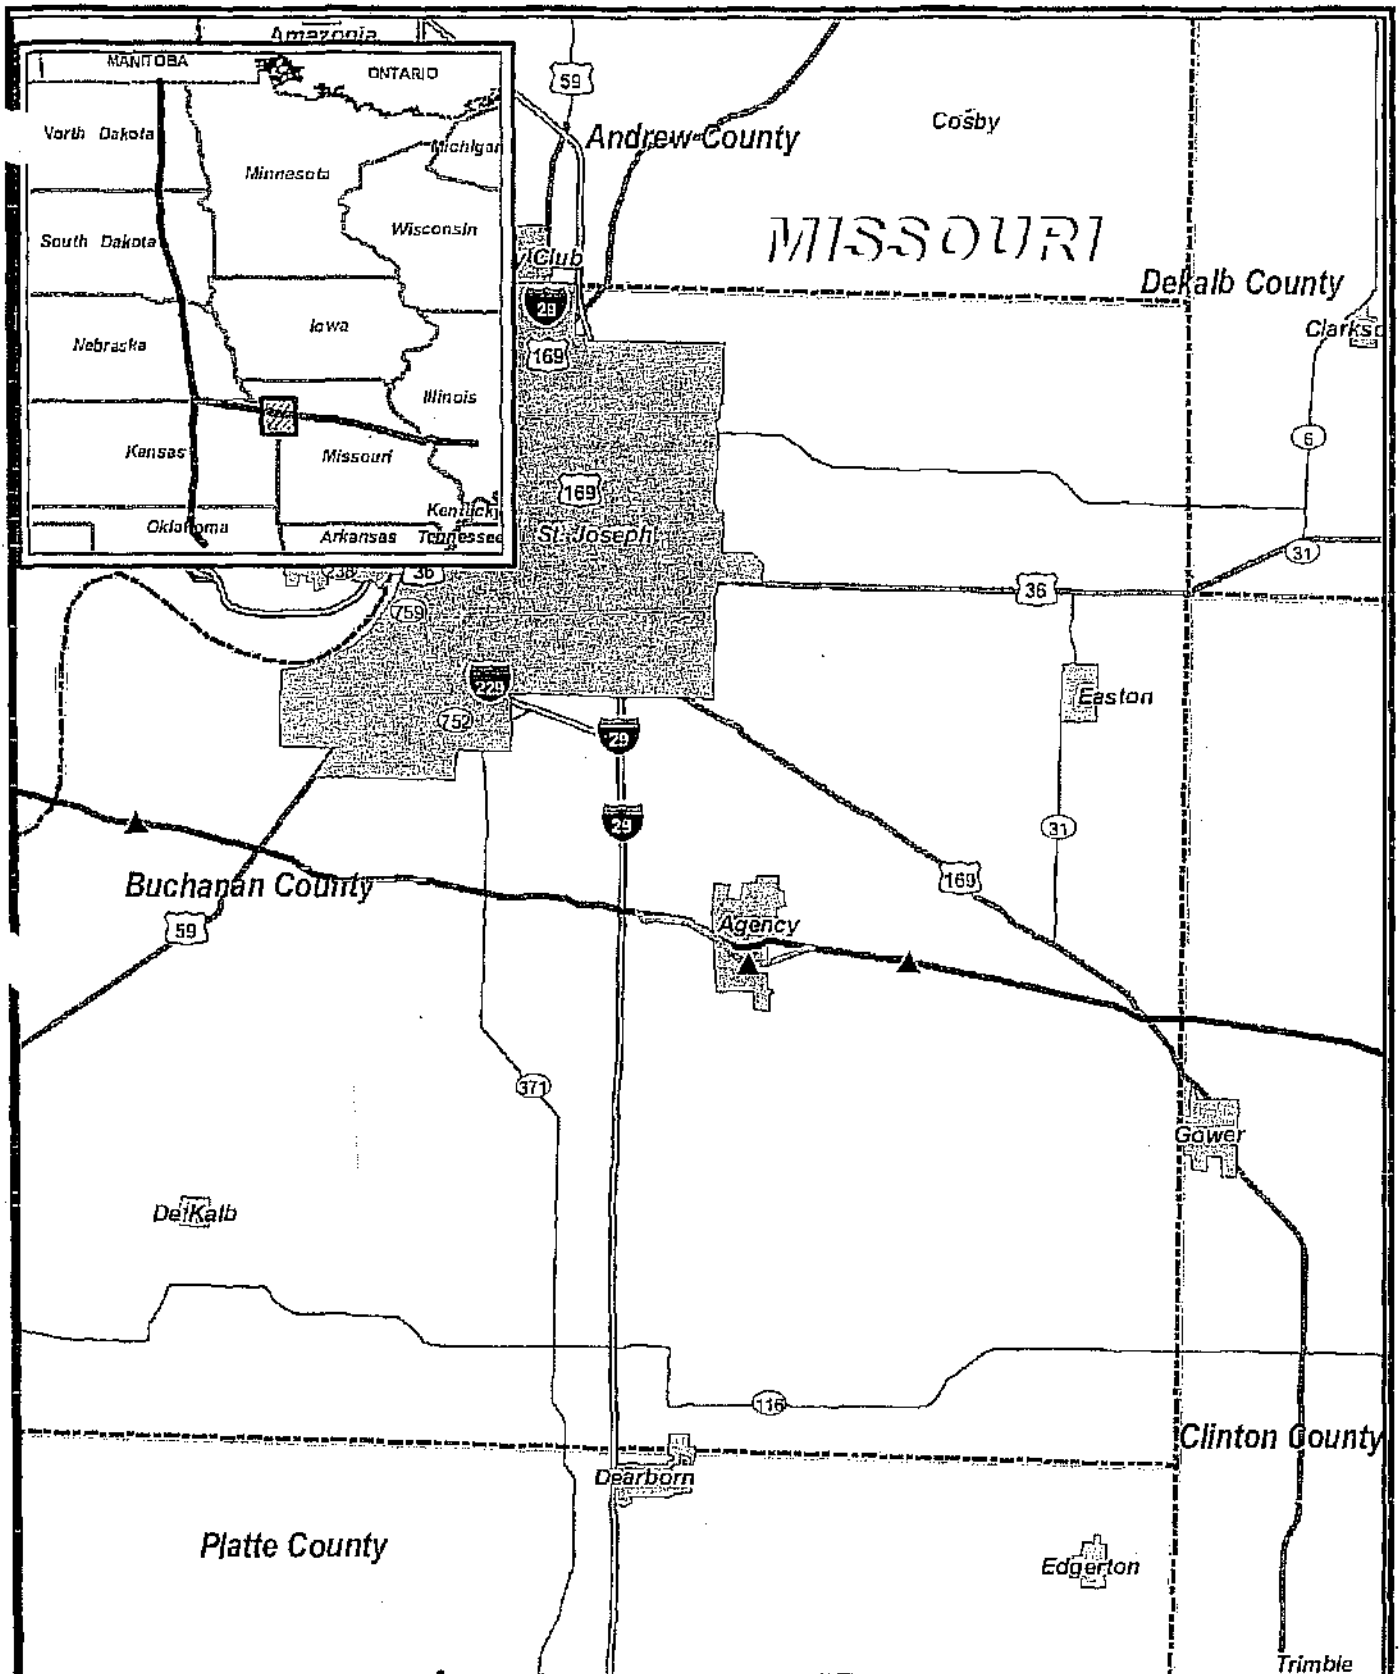 Amazonia
MANITOBA
ONTARIO
59
Cosby
North Dakota
Andrew County
Michigan
Minnesota
MISSOURI
Wisconsin
South Dakota
y Club
Dekalb County
29
Iowa
Clarks
Nebraska
169
Illinois
6
Kansas
Missouri
169
Kentucky
Oklahoma
Arkansas
Tennessee
St. Joseph
31
36
36
759
229
Easton
752
29
29
31
169
Buchanan County
59
Agency
371
Gower
De Kalb
116
Clinton County
Dearborn
Platte County
Edgerton
Trimble